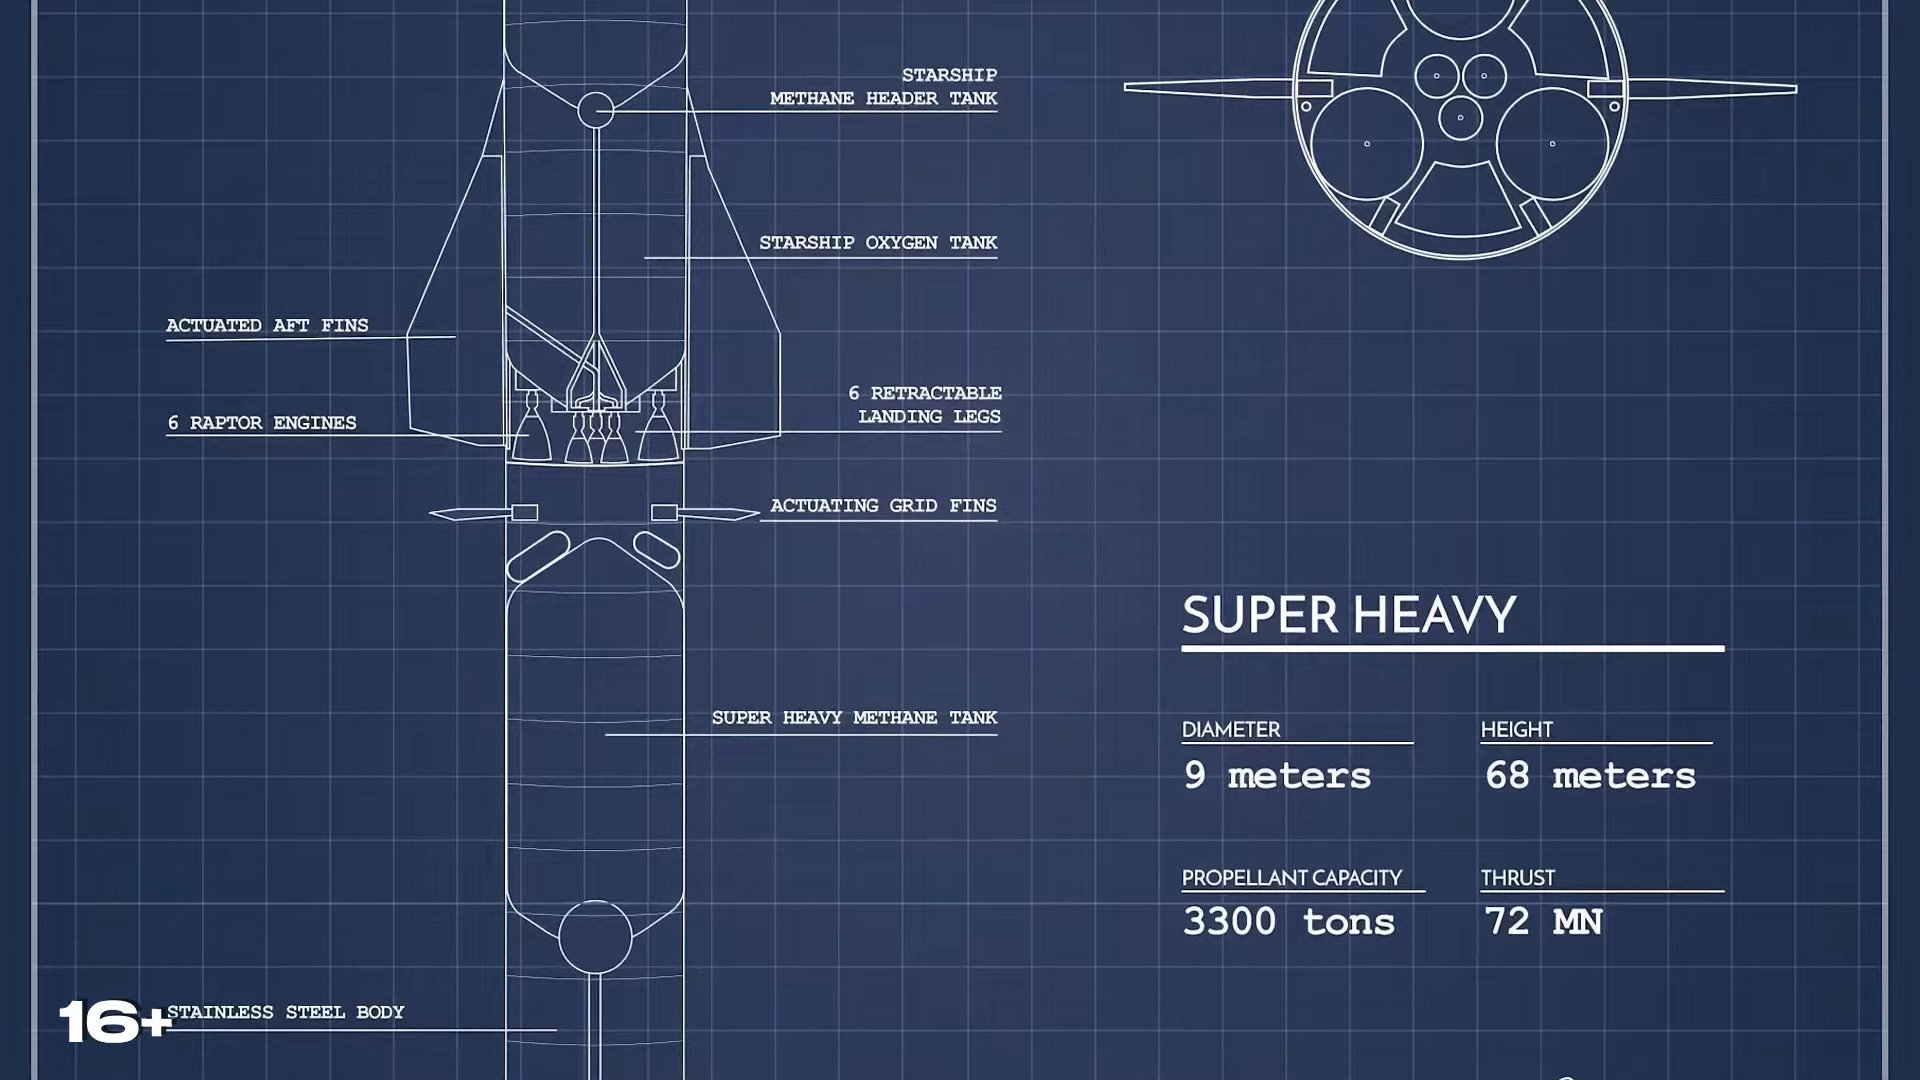 STARSHIP
METHANE HEADER TANK
STARSHIP OXYGEN TANK
ACTUATED AFT FINS
6 RETRACTABLE
LANDING LEGS
6 RAPTOR ENGINES
ACTUATING GRID FINS
SUPER HEAVY METHANE TANK
STAINLESS STEEL BODY
16+
SUPER HEAVY
DIAMETER
9 meters
HEIGHT
68 meters
PROPELLANT CAPACITY
3300 tons
THRUST
72 MN